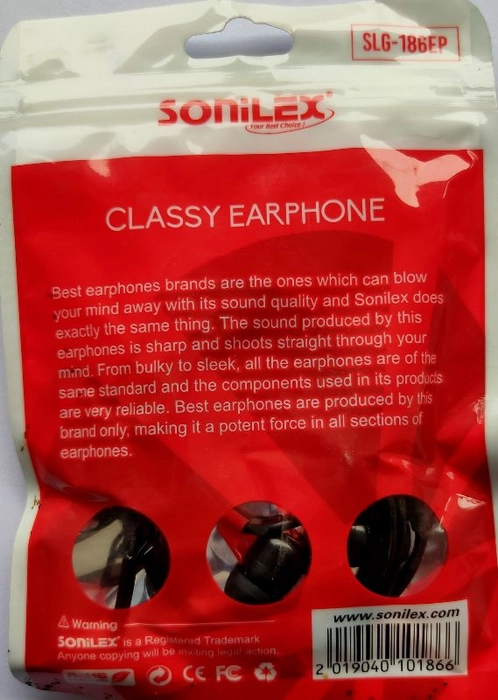 SLG-186EP
SONiLEX®
Your Best Choice!
CLASSY EARPHONE
Best earphones brands are the ones which can blow
your mind away with its sound quality and Sonilex does
exactly the same thing. The sound produced by this
earphones is sharp and shoots straight through your
mind. From bulky to sleek, all the earphones are of the
same standard and the components used in its products
are very reliable. Best earphones are produced by this
brand only, making it a potent force in all sections of
earphones.
Warning
SONiLEX® is a Registered Trademark
Anyone copying will be inviting legal action.
www.sonilex.com
2 019040 101866
RoHS CE FC